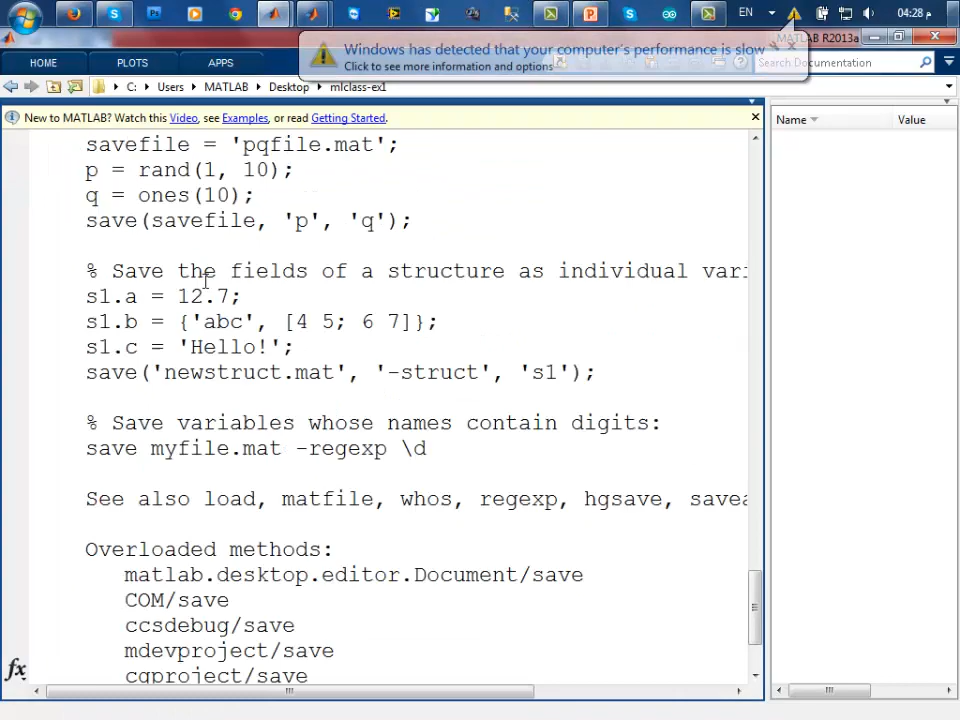 EN
04:28 م
MATLAB R2013a
Windows has detected that your computer's performance is slow
Click to see more information and options
HOME
PLOTS
APPS
Search Documentation
C:
Users
MATLAB
Desktop
mlclass-ex1
New to MATLAB? Watch this Video, see Examples, or read Getting Started.
Name
Value
savefile = 'pqfile.mat';
p = rand(1, 10);
q = ones(10);
save(savefile, 'p', 'q');
% Save the fields of a structure as individual vari
s1.a = 12.7;
s1.b = {'abc', [4 5; 6 7]};
s1.c = 'Hello!';
save('newstruct.mat', '-struct', 's1');
% Save variables whose names contain digits:
save myfile.mat -regexp \d
See also load, matfile, whos, regexp, hgsave, savea
Overloaded methods:
matlab.desktop.editor.Document/save
COM/save
ccsdebug/save
mdevproject/save
cgproject/save
fx